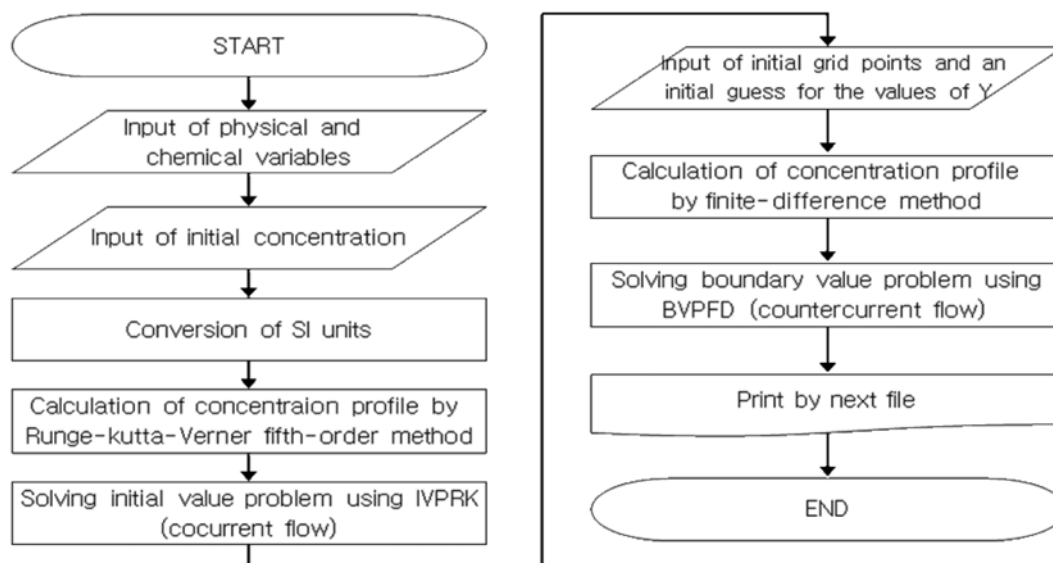 START
Input of physical and
chemical variables
Input of initial concentration
Conversion of SI units
Calculation of concentraion profile by
Runge-kutta-Verner fifth-order method
Solving initial value problem using IVPRK
(cocurrent flow)
Input of initial grid points and an
initial guess for the values of Y
Calculation of concentration profile
by finite-difference method
Solving boundary value problem using
BVPFD (countercurrent flow)
Print by next file
END